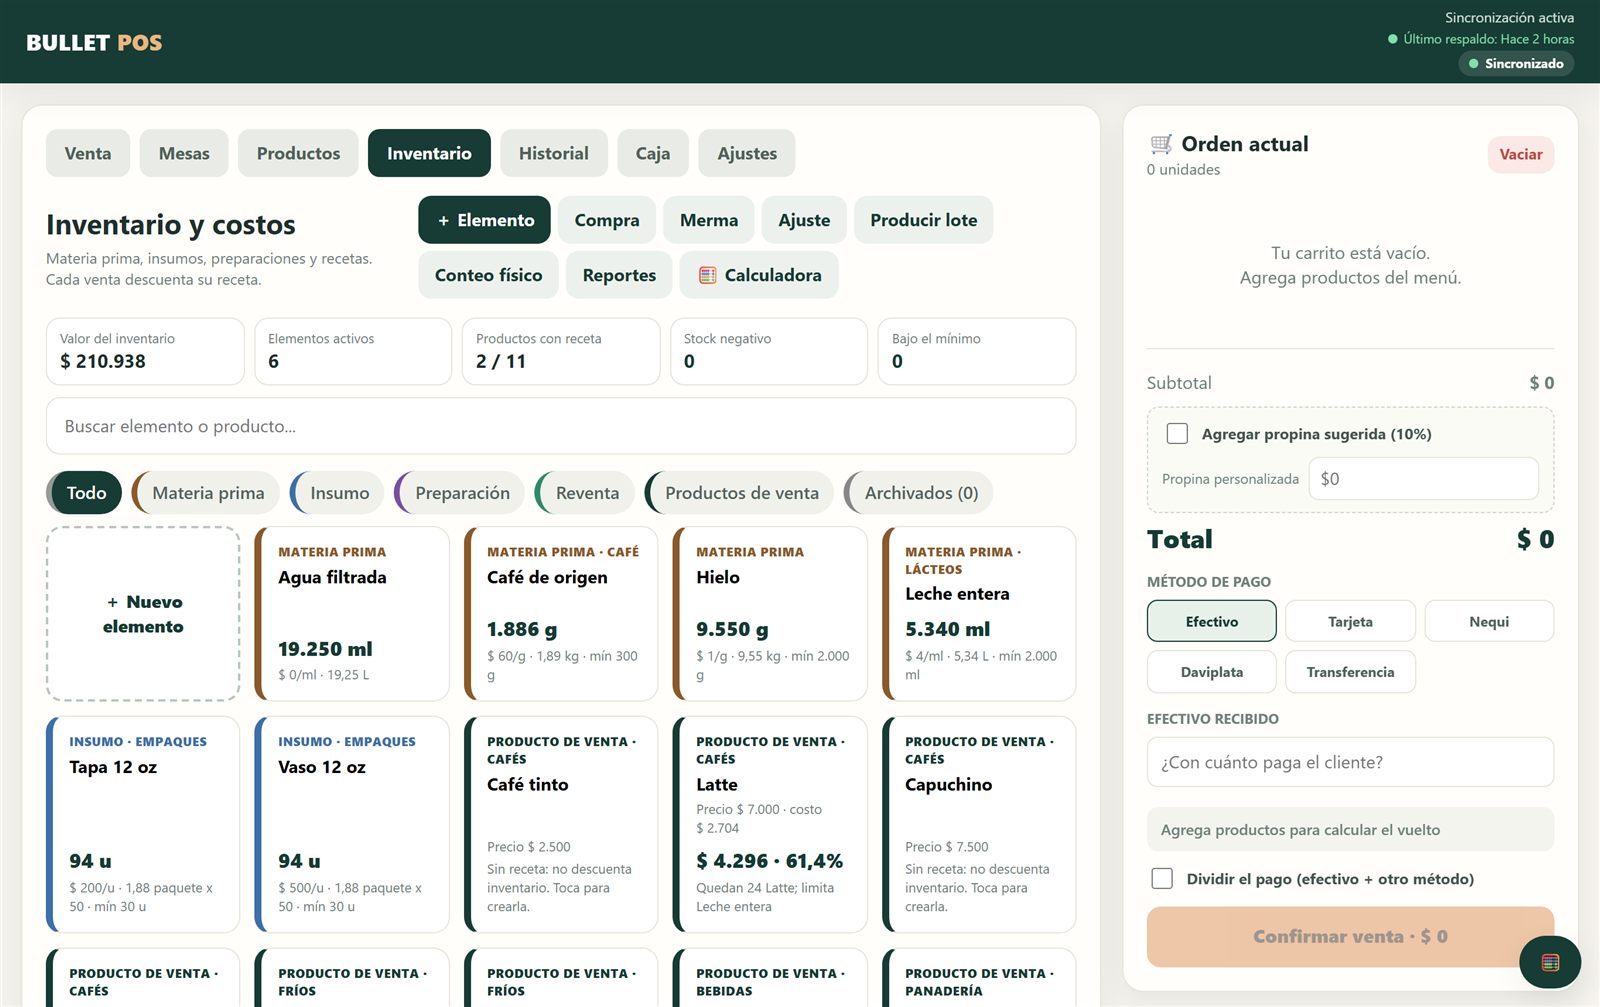 BULLET POS
Sincronización activa
Último respaldo: Hace 2 horas
Sincronizado
Venta
Mesas
Productos
Inventario
Historial
Caja
Ajustes
Inventario y costos
Materia prima, insumos, preparaciones y recetas.
Cada venta descuenta su receta.
+ Elemento
Compra
Merma
Ajuste
Producir lote
Conteo físico
Reportes
Calculadora
Valor del inventario
$ 210.938
Elementos activos
6
Productos con receta
2 / 11
Stock negativo
0
Bajo el mínimo
0
Buscar elemento o producto...
Todo
Materia prima
Insumo
Preparación
Reventa
Productos de venta
Archivados (0)
+ Nuevo
elemento
MATERIA PRIMA
Agua filtrada
19.250 ml
$ 0/ml · 19,25 L
MATERIA PRIMA · CAFÉ
Café de origen
1.886 g
$ 60/g · 1,89 kg · mín 300
g
MATERIA PRIMA
Hielo
9.550 g
$ 1/g · 9,55 kg · mín 2.000
g
MATERIA PRIMA ·
LÁCTEOS
Leche entera
5.340 ml
$ 4/ml · 5,34 L · mín 2.000
ml
INSUMO · EMPAQUES
Tapa 12 oz
94 u
$ 200/u · 1,88 paquete x
50 · mín 30 u
INSUMO · EMPAQUES
Vaso 12 oz
94 u
$ 500/u · 1,88 paquete x
50 · mín 30 u
PRODUCTO DE VENTA ·
CAFÉS
Café tinto
Precio $ 2.500
Sin receta: no descuenta
inventario. Toca para
crearla.
PRODUCTO DE VENTA ·
CAFÉS
Latte
Precio $ 7.000 · costo
$ 2.704
$ 4.296 · 61,4%
Quedan 24 Latte; limita
Leche entera
PRODUCTO DE VENTA ·
CAFÉS
Capuchino
Precio $ 7.500
Sin receta: no descuenta
inventario. Toca para
crearla.
PRODUCTO DE VENTA ·
CAFÉS
PRODUCTO DE VENTA ·
FRÍOS
PRODUCTO DE VENTA ·
FRÍOS
PRODUCTO DE VENTA ·
BEBIDAS
PRODUCTO DE VENTA ·
PANADERÍA
Orden actual
0 unidades
Vaciar
Tu carrito está vacío.
Agrega productos del menú.
Subtotal
$ 0
Agregar propina sugerida (10%)
Propina personalizada
$0
Total
$ 0
MÉTODO DE PAGO
Efectivo
Tarjeta
Nequi
Daviplata
Transferencia
EFECTIVO RECIBIDO
¿Con cuánto paga el cliente?
Agrega productos para calcular el vuelto
Dividir el pago (efectivo + otro método)
Confirmar venta · $ 0